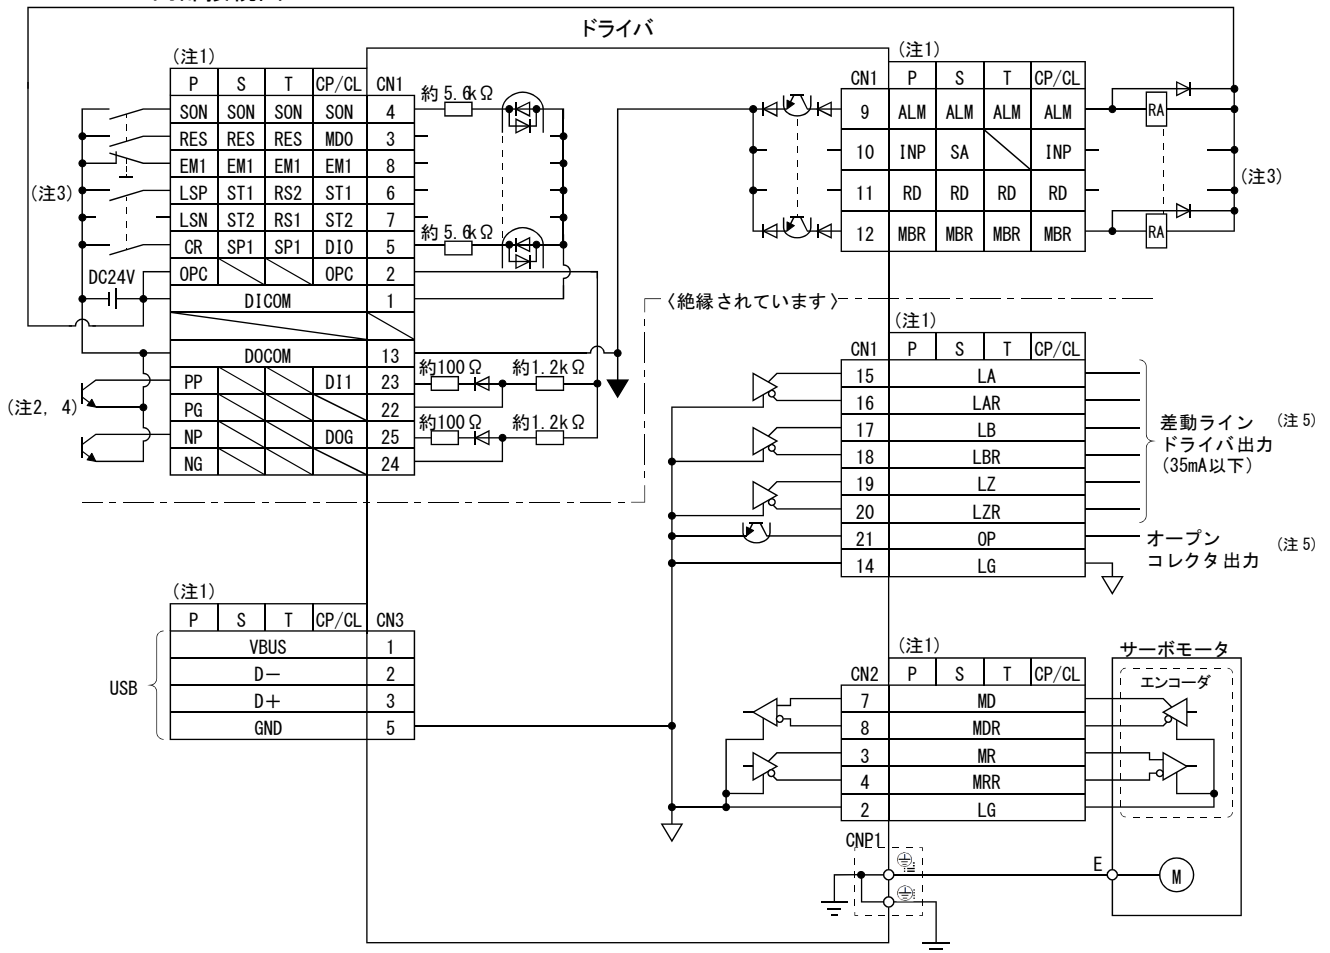 ドライバ
(注1)
P S T CP/CL CN1
SON SON SON SON 4
RES RES RES MDO 3
EM1 EM1 EM1 EM1 8
LSP ST1 RS2 ST1 6
LSN ST2 RS1 ST2 7
CR SP1 SP1 DIO 5
OPC OPC 2
DICOM 1
DOCOM 13
PP DI1 23
PG 22
NP DOG 25
NG 24
(注3)
DC24V
(注2, 4)
約 5.6kΩ
約 5.6kΩ
約100Ω 約1.2kΩ
約100Ω 約1.2kΩ
(注1)
CN1 P S T CP/CL
9 ALM ALM ALM ALM
10 INP SA INP
11 RD RD RD RD
12 MBR MBR MBR MBR
RA
RA
(注3)
〈絶縁されています〉
(注1)
CN1 P S T CP/CL
15 LA
16 LAR
17 LB
18 LBR
19 LZ
20 LZR
21 OP
14 LG
差動ライン (注 5)
ドライバ出力
(35mA以下)
オープン (注 5)
コレクタ出力
(注1)
P S T CP/CL CN3
VBUS 1
D− 2
D+ 3
GND 5
USB
(注1)
CN2 P S T CP/CL
7 MD
8 MDR
3 MR
4 MRR
2 LG
サーボモータ
エンコーダ
CNP1
E
M